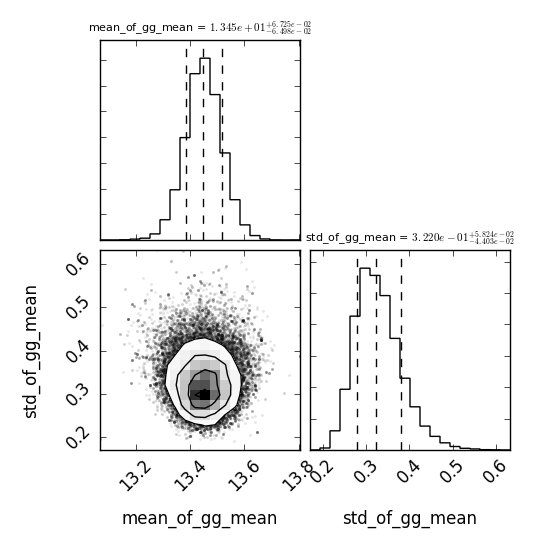 mean_of_gg_mean = 1.345e+01+6.725e−02−6.498e−02
std_of_gg_mean = 3.220e−01+5.824e−02−4.403e−02
0.6
0.5
0.4
0.3
0.2
std_of_gg_mean
13.2 13.4 13.6 13.8 0.2 0.3 0.4 0.5 0.6
mean_of_gg_mean std_of_gg_mean